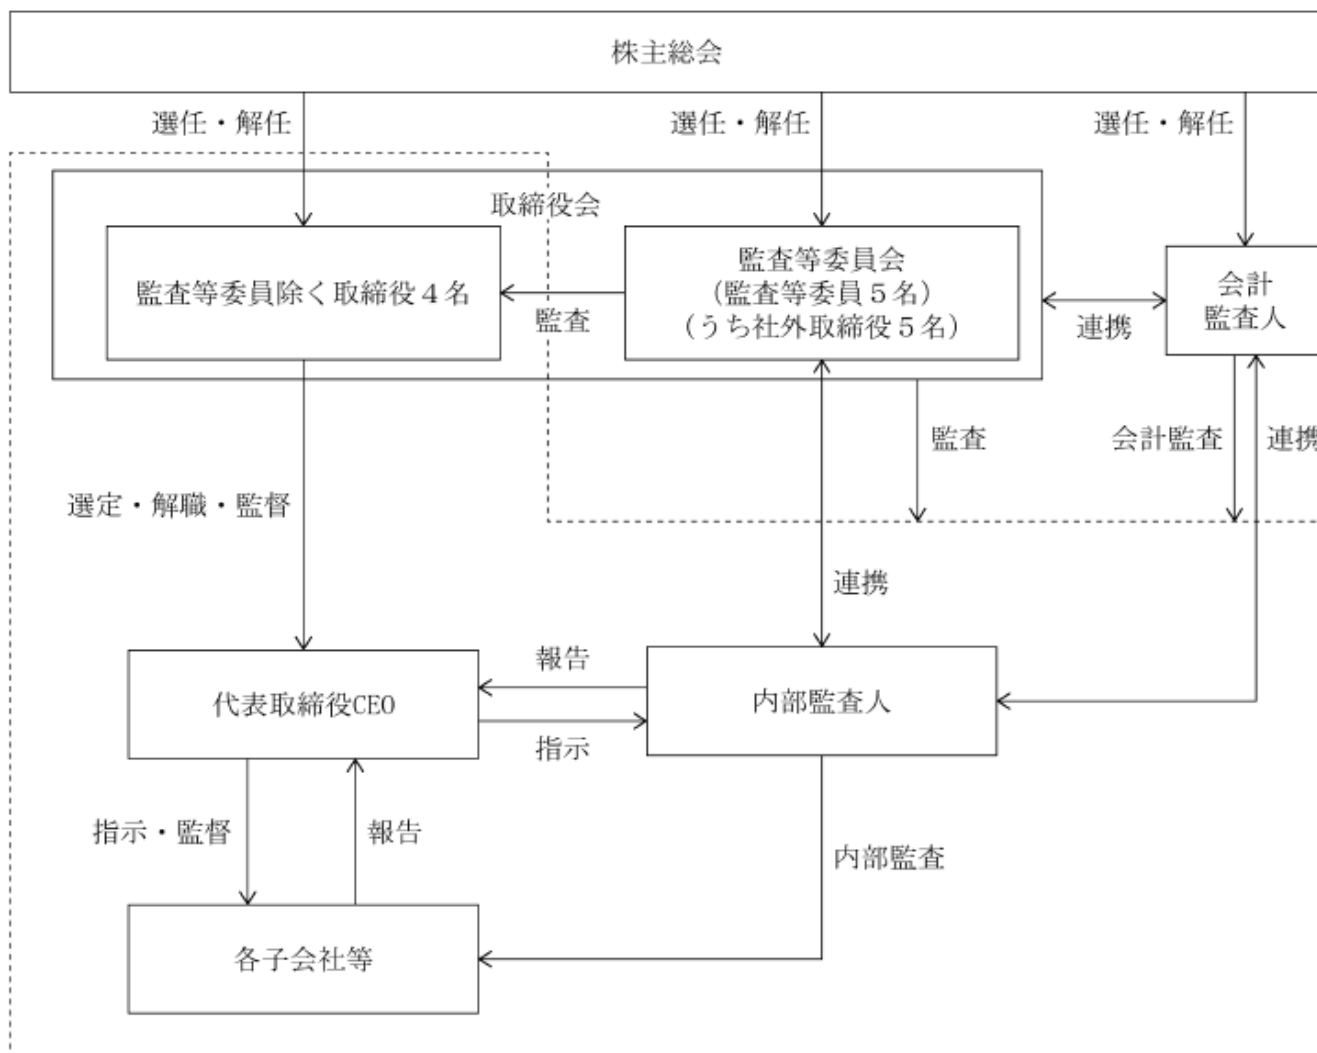 株主総会
選任・解任
選任・解任
選任・解任
取締役会
監査等委員除く取締役４名
監査
監査等委員会
(監査等委員５名)
(うち社外取締役５名)
連携
会計
監査人
監査
会計監査
連携
選定・解職・監督
連携
報告
代表取締役CEO
内部監査人
指示
指示・監督
報告
内部監査
各子会社等